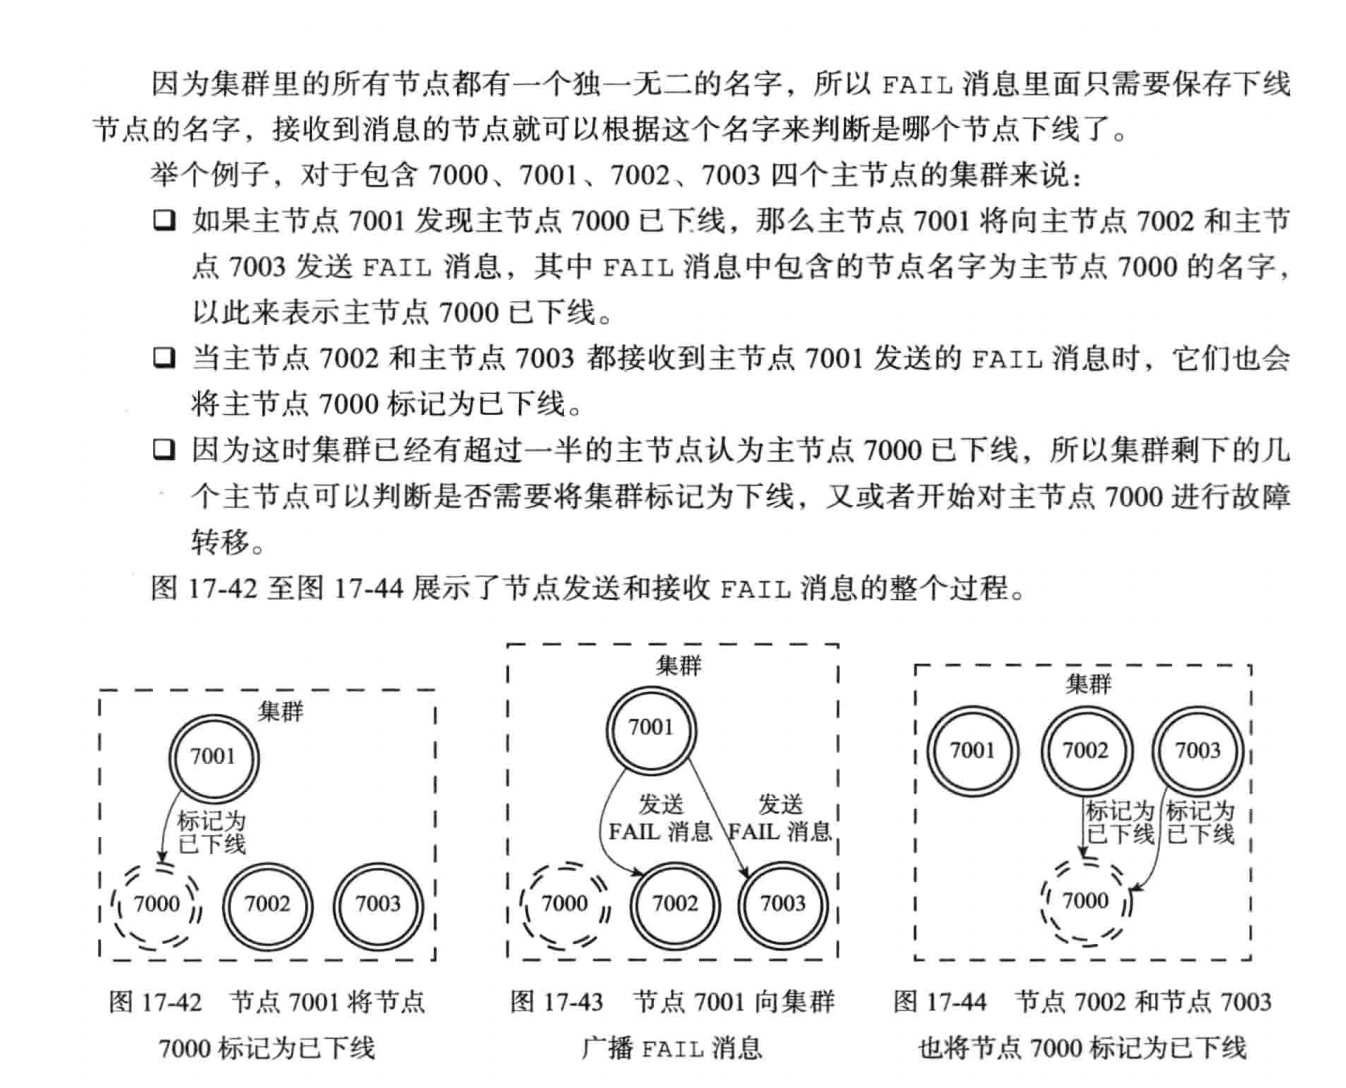 因为集群里的所有节点都有一个独一无二的名字，所以 FAIL 消息里面只需要保存下线
节点的名字，接收到消息的节点就可以根据这个名字来判断是哪个节点下线了。
举个例子，对于包含 7000、7001、7002、7003 四个主节点的集群来说：
❑ 如果主节点 7001 发现主节点 7000 已下线，那么主节点 7001 将向主节点 7002 和主节
点 7003 发送 FAIL 消息，其中 FAIL 消息中包含的节点名字为主节点 7000 的名字，
以此来表示主节点 7000 已下线。
❑ 当主节点 7002 和主节点 7003 都接收到主节点 7001 发送的 FAIL 消息时，它们也会
将主节点 7000 标记为已下线。
❑ 因为这时集群已经有超过一半的主节点认为主节点 7000 已下线，所以集群剩下的几
个主节点可以判断是否需要将集群标记为下线，又或者开始对主节点 7000 进行故障
转移。
图 17-42 至图 17-44 展示了节点发送和接收 FAIL 消息的整个过程。
集群
7001
标记为
已下线
7000 7002 7003
图 17-42 节点 7001 将节点
7000 标记为已下线
集群
7001
发送 发送
FAIL 消息 FAIL 消息
7000 7002 7003
图 17-43 节点 7001 向集群
广播 FAIL 消息
集群
7001 7002 7003
标记为 标记为
已下线 已下线
7000
图 17-44 节点 7002 和节点 7003
也将节点 7000 标记为已下线